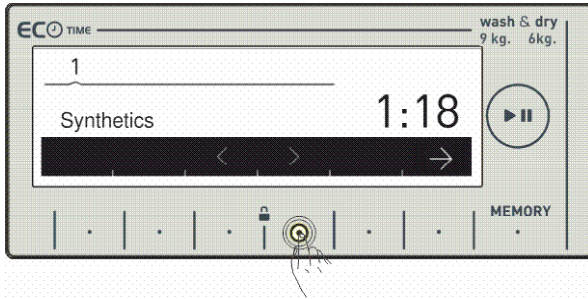 ECO TIME
wash & dry
9 kg. 6kg.
1
Synthetics
1:18
MEMORY